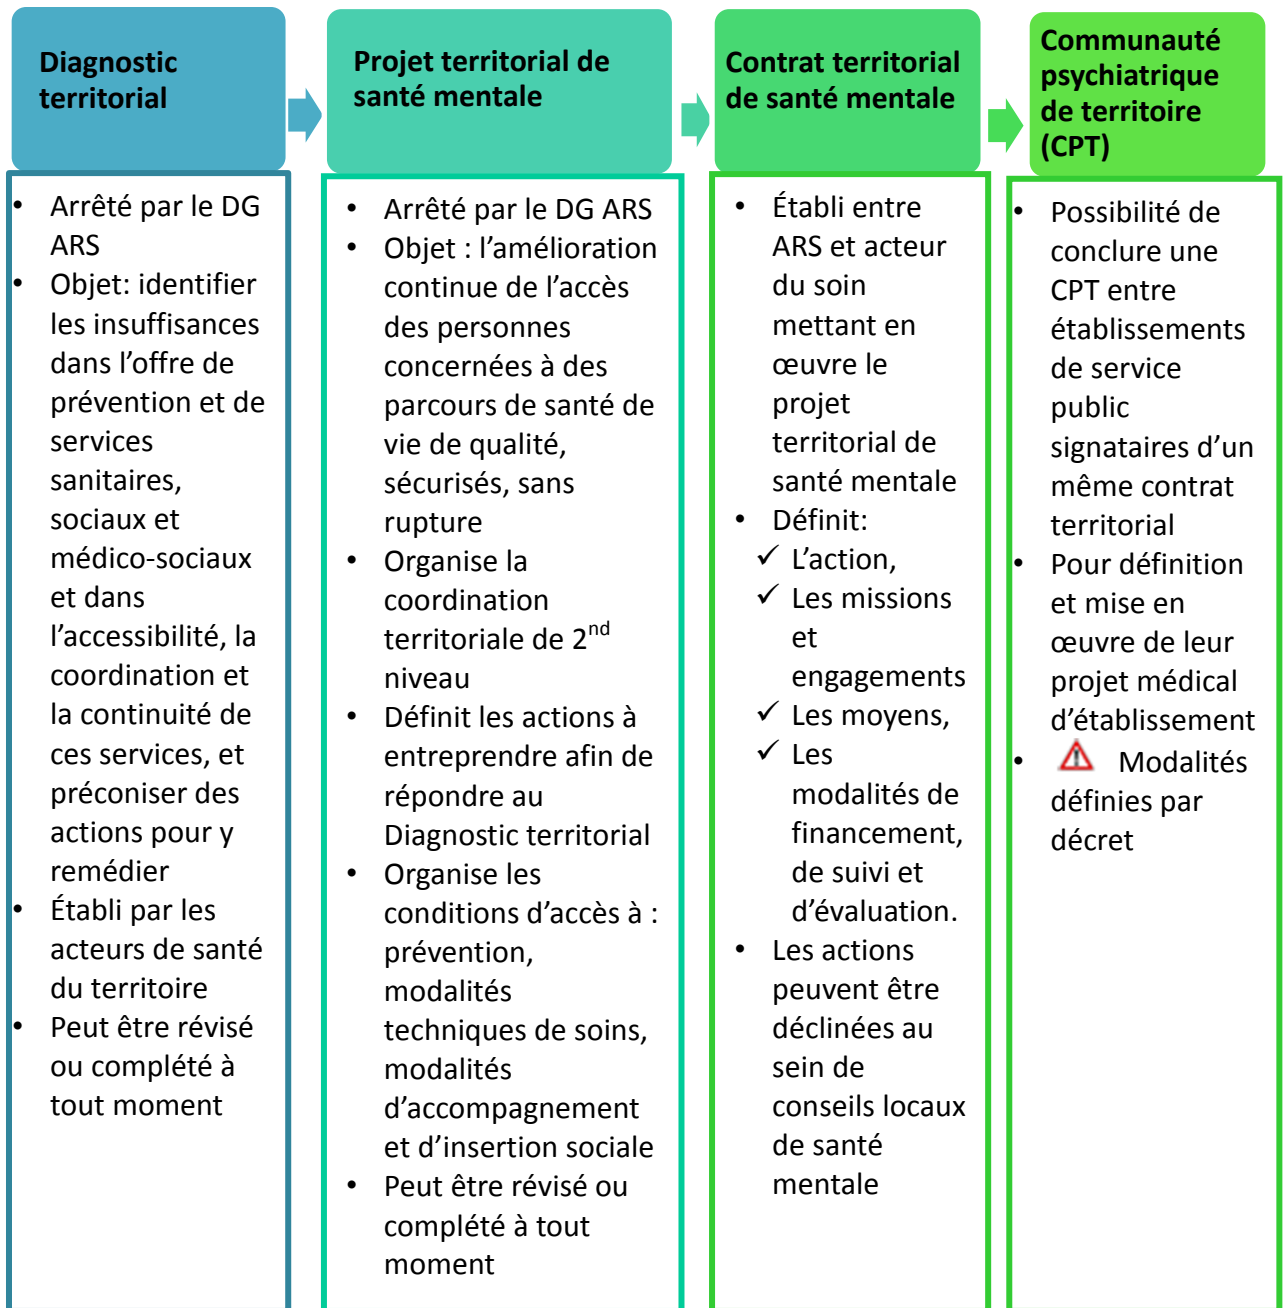 Diagnostic
territorial
• Arrêté par le DG
ARS
• Objet: identifier
les insuffisances
dans l’offre de
prévention et de
services
sanitaires,
sociaux et
médico-sociaux
et dans
l’accessibilité, la
coordination et
la continuité de
ces services, et
préconiser des
actions pour y
remédier
• Établi par les
acteurs de santé
du territoire
• Peut être révisé
ou complété à
tout moment
Projet territorial de
santé mentale
• Arrêté par le DG ARS
• Objet : l’amélioration
continue de l’accès
des personnes
concernées à des
parcours de santé de
vie de qualité,
sécurisés, sans
rupture
• Organise la
coordination
territoriale de 2nd
niveau
• Définit les actions à
entreprendre afin de
répondre au
Diagnostic territorial
• Organise les
conditions d’accès à :
prévention,
modalités
techniques de soins,
modalités
d’accompagnement
et d’insertion sociale
• Peut être révisé ou
complété à tout
moment
Contrat territorial
de santé mentale
• Établi entre
ARS et acteur
du soin
mettant en
œuvre le
projet
territorial de
santé mentale
• Définit:
✓ L’action,
✓ Les missions
et
engagements
✓ Les moyens,
✓ Les
modalités de
financement,
de suivi et
d’évaluation.
• Les actions
peuvent être
déclinées au
sein de
conseils locaux
de santé
mentale
Communauté
psychiatrique
de territoire
(CPT)
• Possibilité de
conclure une
CPT entre
établissements
de service
public
signataires d’un
même contrat
territorial
• Pour définition
et mise en
œuvre de leur
projet médical
d’établissement
• ⚠ Modalités
définies par
décret